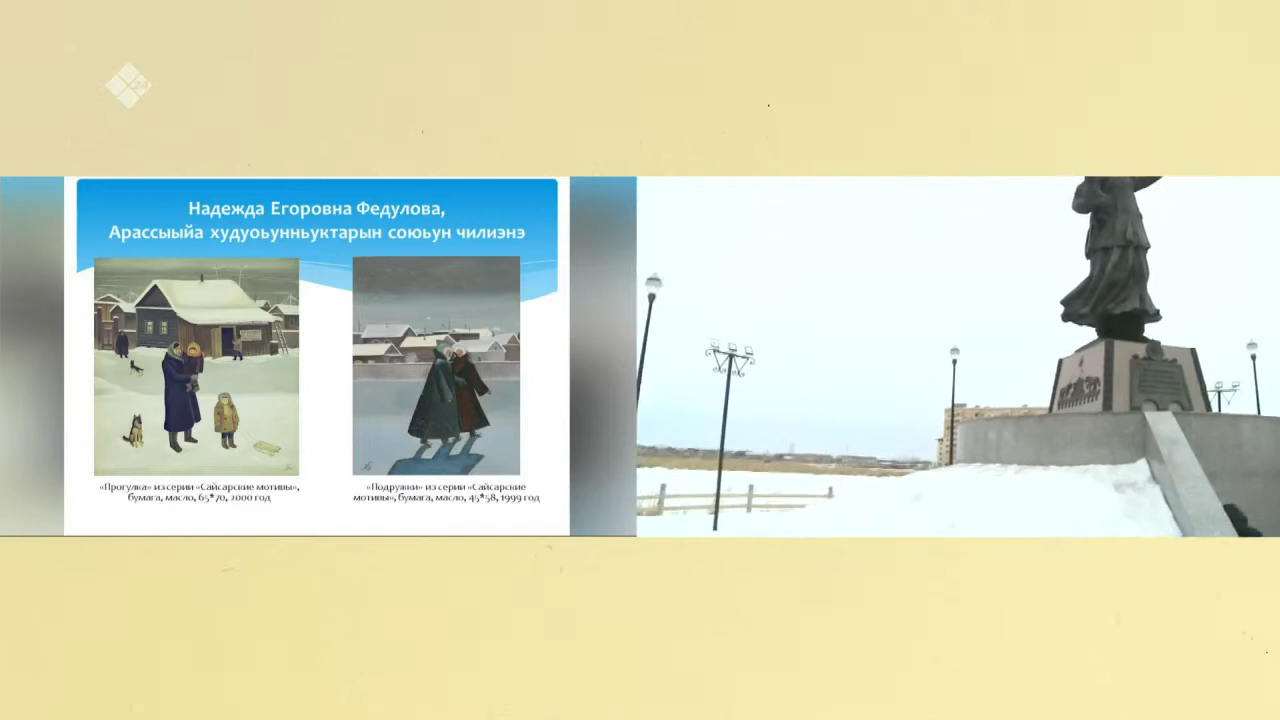 Надежда Егоровна Федулова,
Арассыыйа худуоьунньуктарын союьун чилиэнэ
«Прогулка» из серии «Сайсарские мотивы»,
бумага, масло, 65*70, 2000 год
«Подружки» из серии «Сайсарские
мотивы», бумага, масло, 45*58, 1999 год